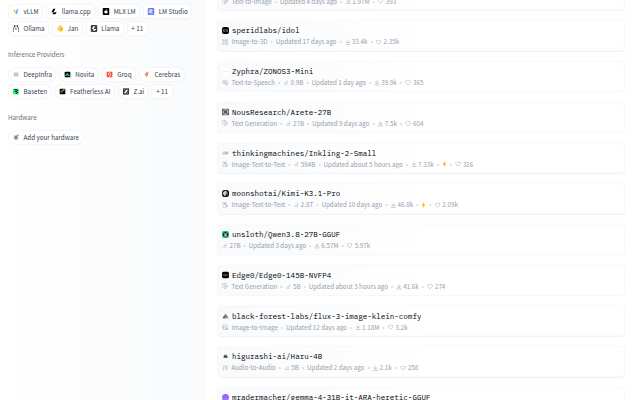 vLLM llama.cpp MLX LM LM Studio
Ollama Jan Llama + 11
Inference Providers
DeepInfra Novita Groq Cerebras
Baseten Featherless AI Z.ai + 11
Hardware
Add your hardware
speridlabs/idol
Image-to-3D • Updated 17 days ago • 33.4k • 2.35k
Zyphra/ZONOS3-Mini
Text-to-Speech • 0.9B • Updated 1 day ago • 39.9k • 365
NousResearch/Arete-27B
Text Generation • 27B • Updated 9 days ago • 7.5k • 604
thinkingmachines/Inkling-2-Small
Image-Text-to-Text • 594B • Updated about 5 hours ago • 7.33k • 336
moonshotai/Kimi-K3.1-Pro
Image-Text-to-Text • 2.8T • Updated 10 days ago • 46.8k • 2.09k
unsloth/Qwen3.8-27B-GGUF
27B • Updated 3 days ago • 6.57M • 5.97k
Edge0/Edge0-145B-NVFP4
Text Generation • 5B • Updated about 3 hours ago • 41.6k • 274
black-forest-labs/flux-3-image-klein-comfy
Image-to-Image • Updated 12 days ago • 1.18M • 3.2k
higurashi-ai/Haru-4B
Audio-to-Audio • 5B • Updated 2 days ago • 2.1k • 256
mradermacher/gemma-4-31B-it-ARA-heretic-GGUF